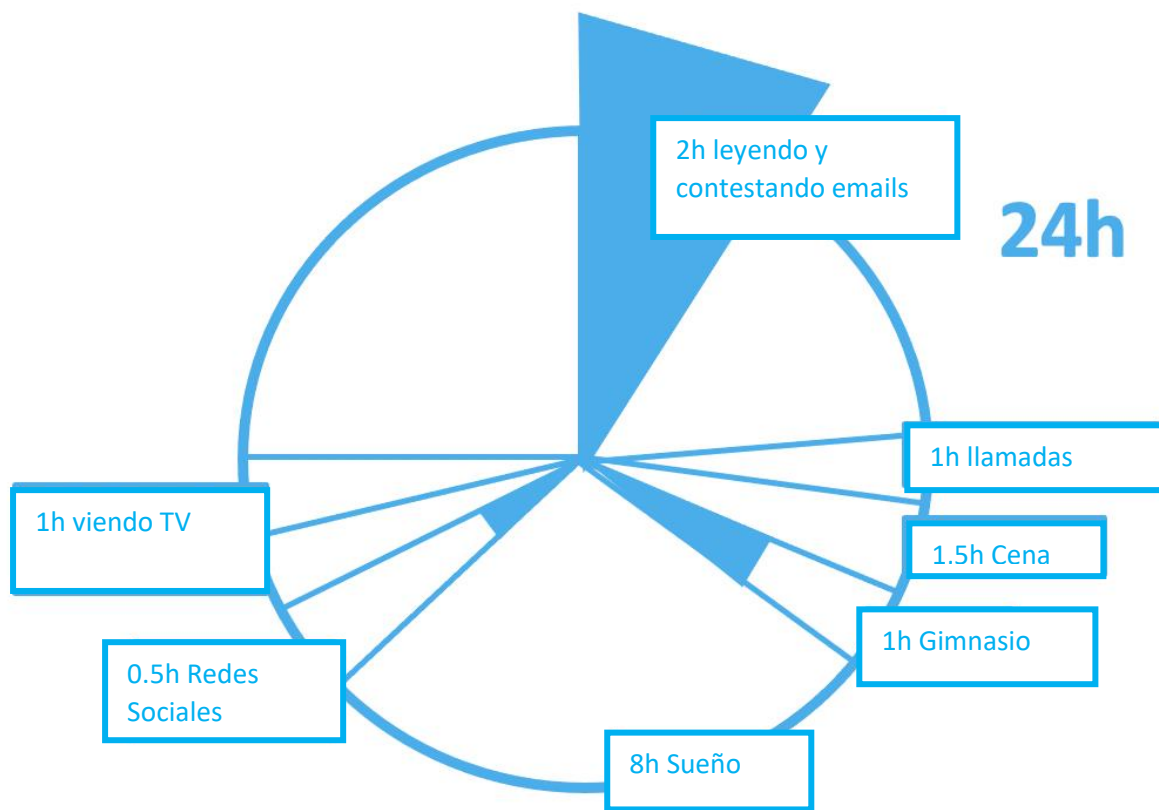 2h leyendo y
contestando emails
24h
1h llamadas
1.5h Cena
1h Gimnasio
8h Sueño
0.5h Redes
Sociales
1h viendo TV